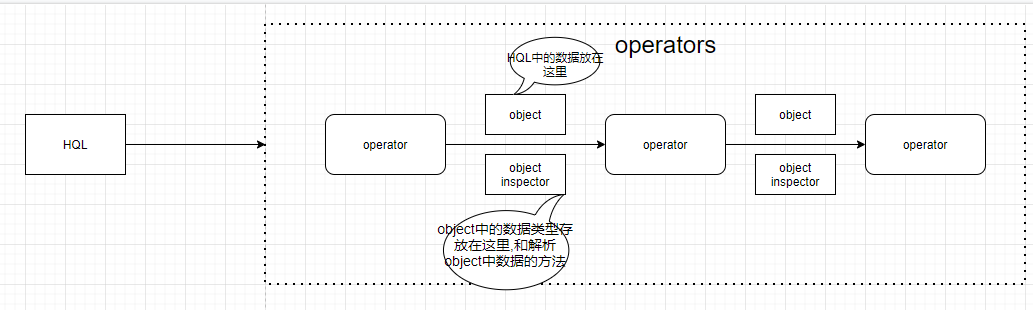 operators
HQL中的数据放在
这里
object
object
HQL
operator
operator
operator
object
inspector
object
inspector
object中的数据类型存
放在这里,和解析
object中数据的方法